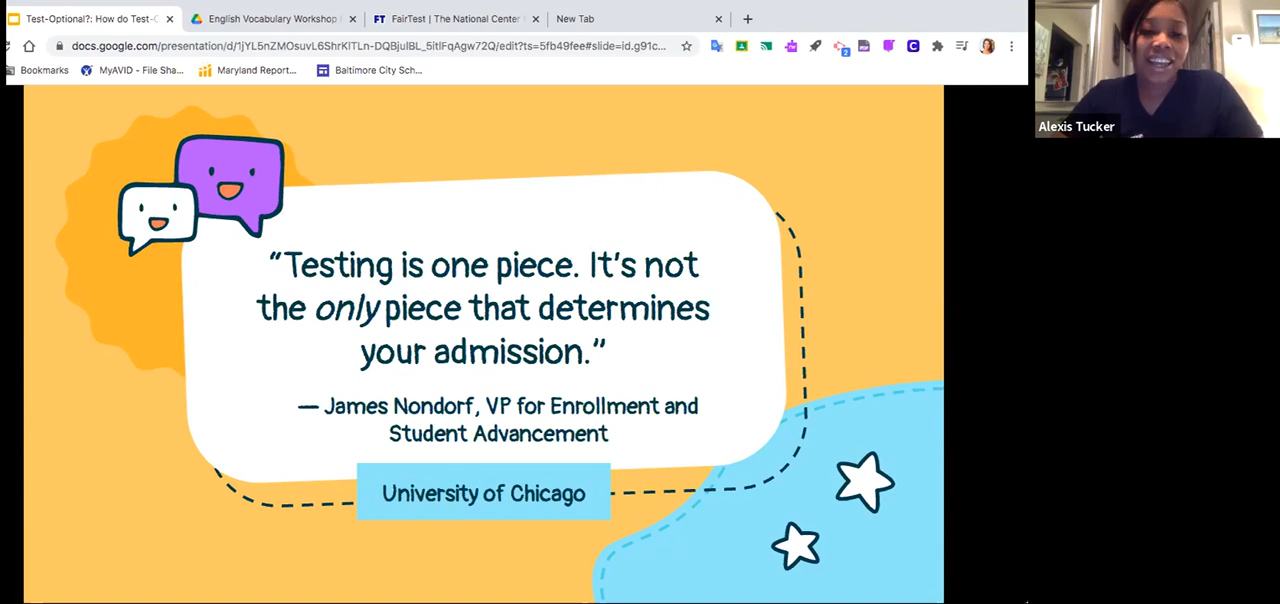 Test-Optional?: How do Test-O
English Vocabulary Workshop
FairTest | The National Center
New Tab
docs.google.com/presentation/d/1jYL5nZMOsuvL6ShrKITLn-DQBjulBL_5itlFqAgw72Q/edit?ts=5fb49fee#slide=id.g91c...
2
Bookmarks
MyAVID - File Sha...
Maryland Report...
Baltimore City Sch...
Alexis Tucker
“Testing is one piece. It’s not
the only piece that determines
your admission.”
— James Nondorf, VP for Enrollment and
Student Advancement
University of Chicago